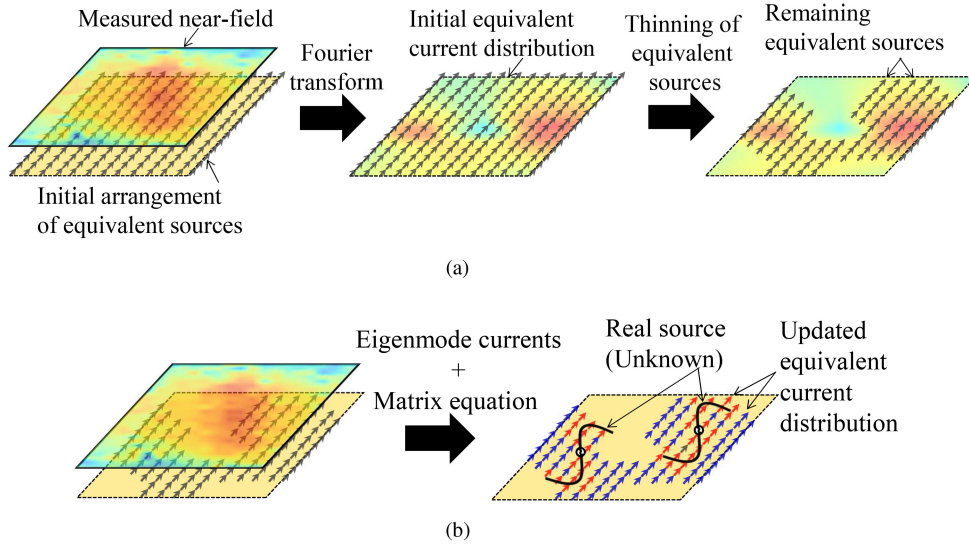 Measured near-field
Fourier
transform
Initial equivalent
current distribution
Thinning of
equivalent
sources
Remaining
equivalent sources
Initial arrangement
of equivalent sources
(a)
Eigenmode currents
+
Matrix equation
Real source
(Unknown)
Updated
equivalent
current
distribution
(b)